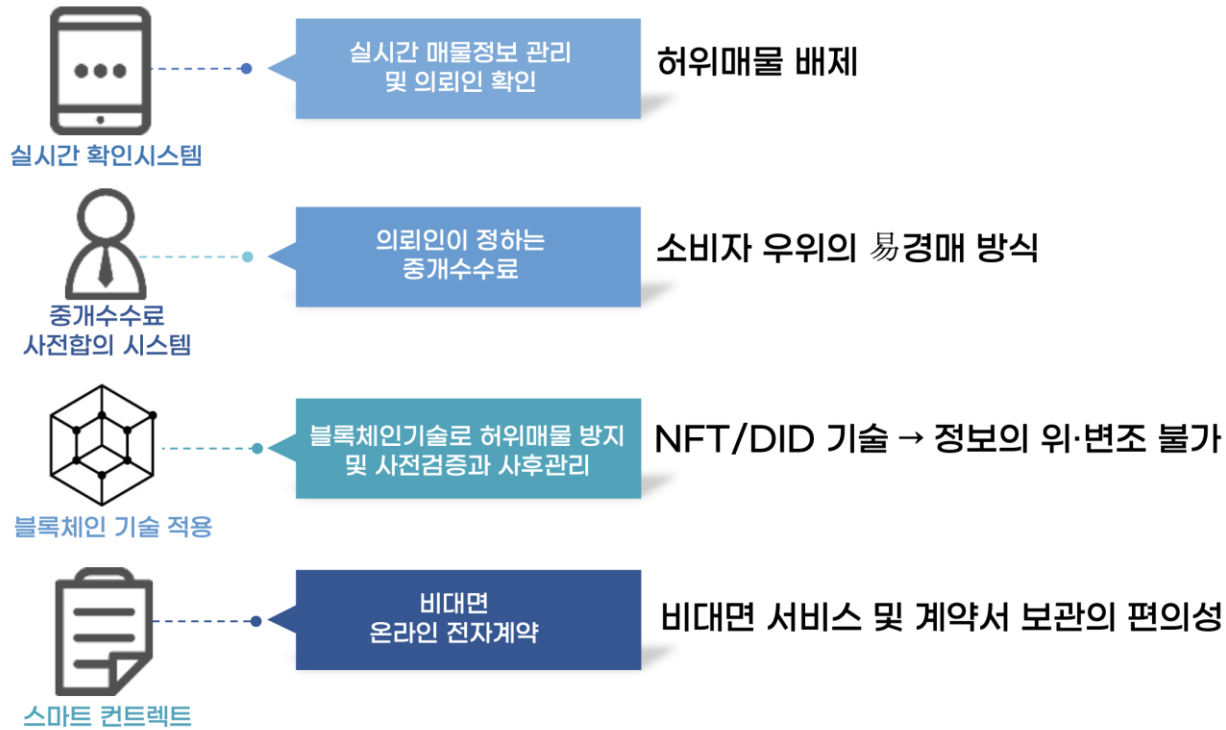 실시간 매물정보 관리
및 의뢰인 확인
허위매물 배제
실시간 확인시스템
의뢰인이 정하는
중개수수료
소비자 우위의 易경매 방식
중개수수료
사전합의 시스템
블록체인기술로 허위매물 방지
및 사전검증과 사후관리
NFT/DID 기술 → 정보의 위·변조 불가
블록체인 기술 적용
비대면
온라인 전자계약
비대면 서비스 및 계약서 보관의 편의성
스마트 컨트렉트